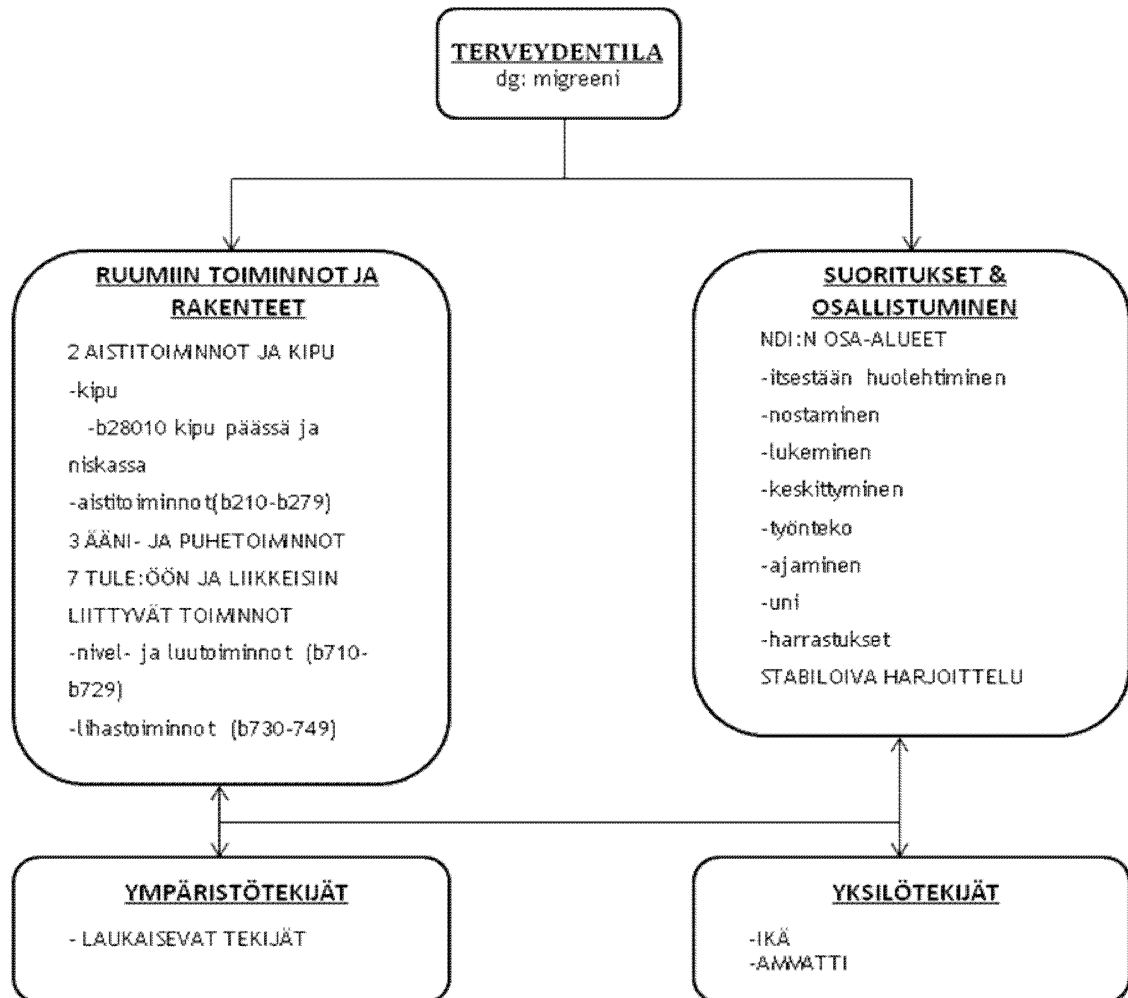 TERVEYDENTILA
dg: migreeni
RUUMIIN TOIMINNOT JA
RAKENTEET
2 AISTITOIMINNOT JA KIPU
-kipu
-b28010 kipu päässä ja
niskassa
-aistitoiminnot(b210-b279)
3 ÄÄNI- JA PUHETOIMINNOT
7 TULE:ÖÖN JA LIIKKEISIIN
LIITTYVÄT TOIMINNOT
-nivel- ja luutoiminnot (b710-
b729)
-lihastoiminnot (b730-749)
SUORITUKSET &
OSALLISTUMINEN
NDI:N OSA-ALUEET
-itsestään huolehtiminen
-nostaminen
-lukeminen
-keskittyminen
-työnteko
-ajaminen
-uni
-harrastukset
STABILOIVA HARJOITTELU
YMPÄRISTÖTEKIJÄT
- LAUKAISEVAT TEKIJÄT
YKSILÖTEKIJÄT
-IKÄ
-AMMATTI